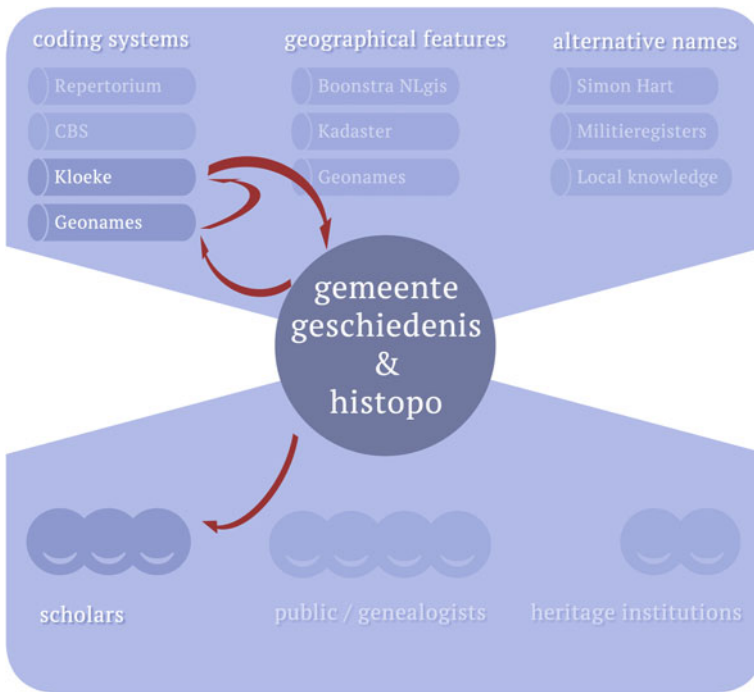 coding systems
Repertorium
CBS
Kloeke
Geonames
geographical features
Boonstra NLgis
Kadaster
Geonames
alternative names
Simon Hart
Militieregisters
Local knowledge
gemeente
geschiedenis
&
histopo
scholars
public / genealogists
heritage institutions